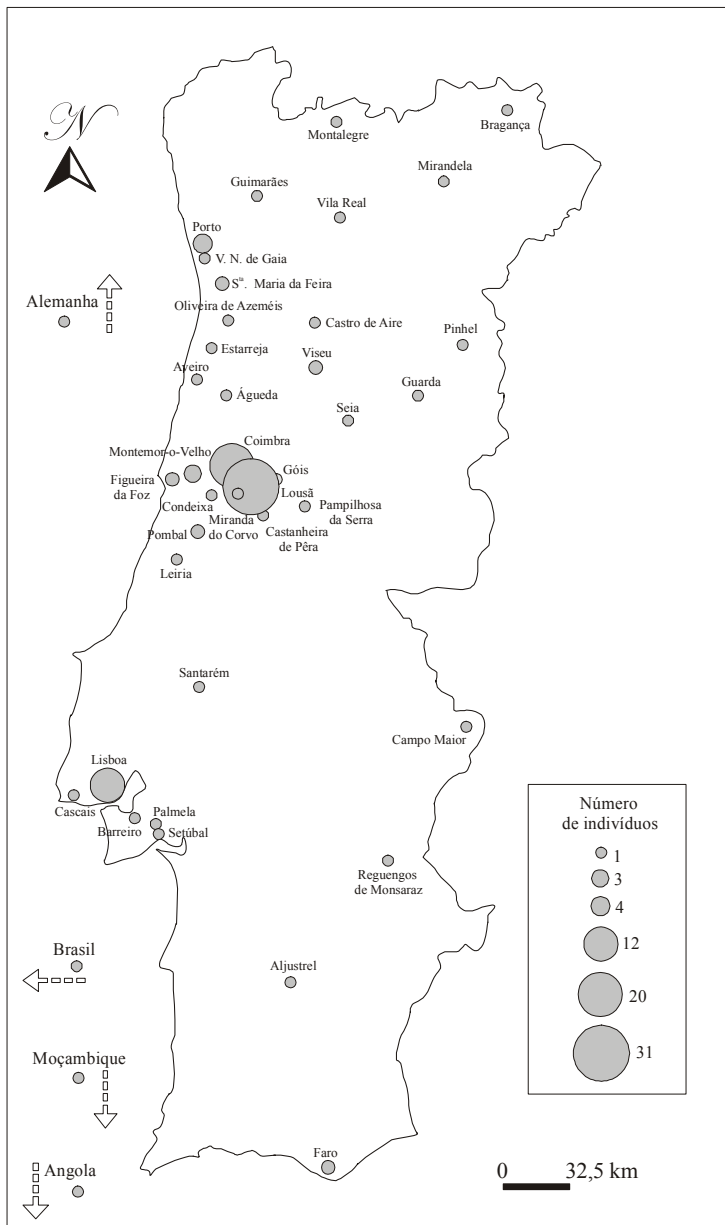 N
Montalegre
Bragança
Mirandela
Guimarães
Vila Real
Porto
V. N. de Gaia
Sta. Maria da Feira
Alemanha
Oliveira de Azeméis
Castro de Aire
Pinhel
Estarreja
Viseu
Aveiro
Águeda
Guarda
Seia
Coimbra
Montemor-o-Velho
Góis
Figueira
da Foz
Lousã
Condeixa
Pampilhosa
da Serra
Miranda
do Corvo
Pombal
Castanheira
de Pêra
Leiria
Santarém
Campo Maior
Lisboa
Cascais
Palmela
Barreiro
Setúbal
Reguengos
de Monsaraz
Brasil
Aljustrel
Moçambique
Angola
Faro
Número
de indivíduos
1
3
4
12
20
31
0 32,5 km